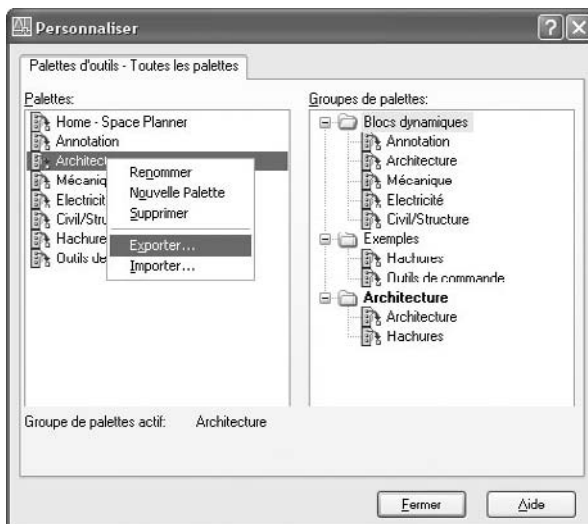 Personnaliser
Palettes d'outils - Toutes les palettes
Palettes:
Home - Space Planner
Annotation
Architectu
Mécaniq
Electricit
Civil/Stru
Hachure
Outils de
Renommer
Nouvelle Palette
Supprimer
Exporter...
Importer...
Groupes de palettes:
Blocs dynamiques
Annotation
Architecture
Mécanique
Electricité
Civil/Structure
Exemples
Hachures
Outils de commande
Architecture
Architecture
Hachures
Groupe de palettes actif: Architecture
Fermer
Aide